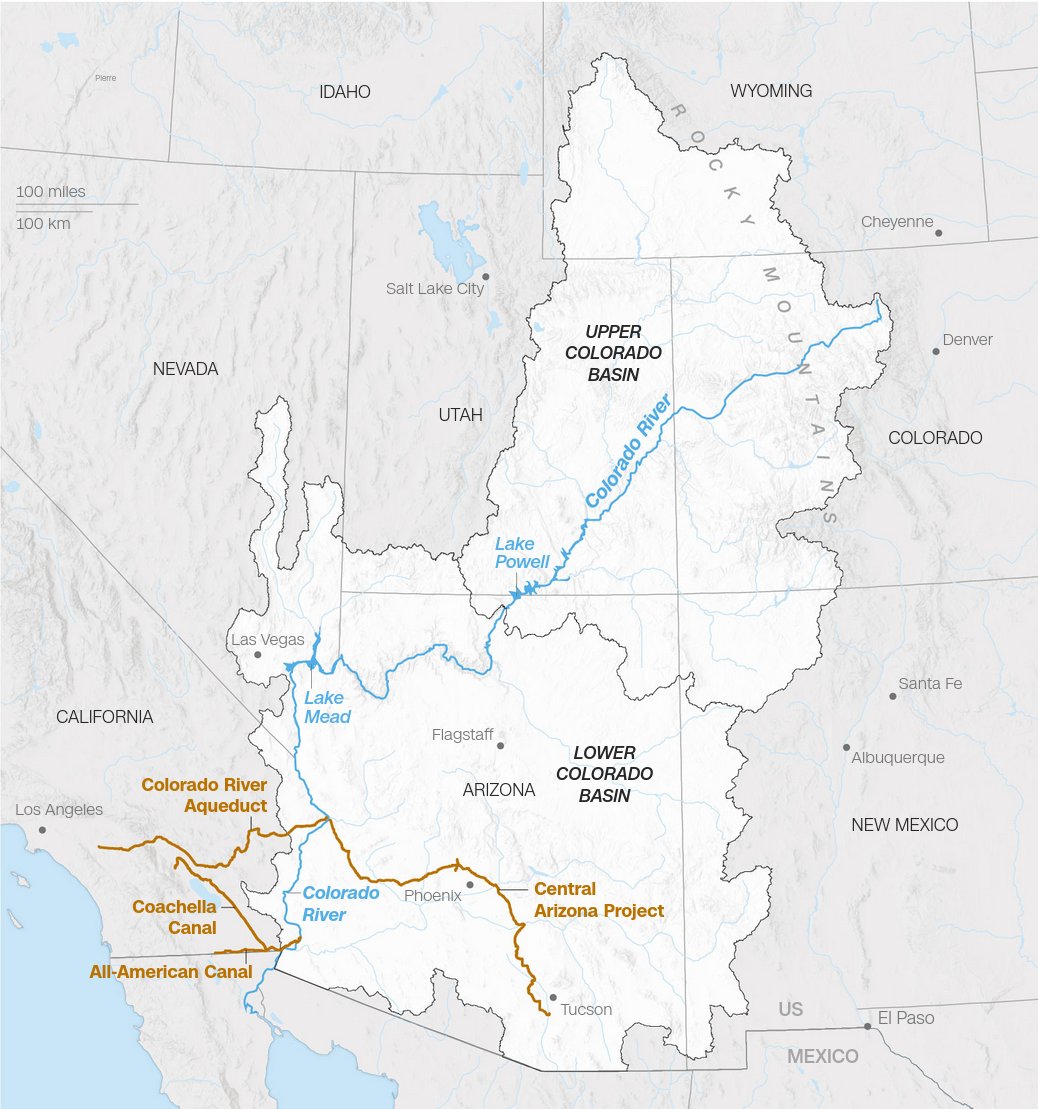 Pierre
IDAHO
WYOMING
ROCKY MOUNTAINS
100 miles
100 km
Cheyenne
Salt Lake City
UPPER
COLORADO
BASIN
Denver
NEVADA
UTAH
COLORADO
Colorado River
Lake
Powell
Las Vegas
Lake
Mead
Santa Fe
CALIFORNIA
Flagstaff
LOWER
COLORADO
BASIN
Albuquerque
Colorado River
Aqueduct
ARIZONA
Los Angeles
NEW MEXICO
Phoenix
Colorado
River
Central
Arizona Project
Coachella
Canal
All-American Canal
Tucson
US
El Paso
MEXICO